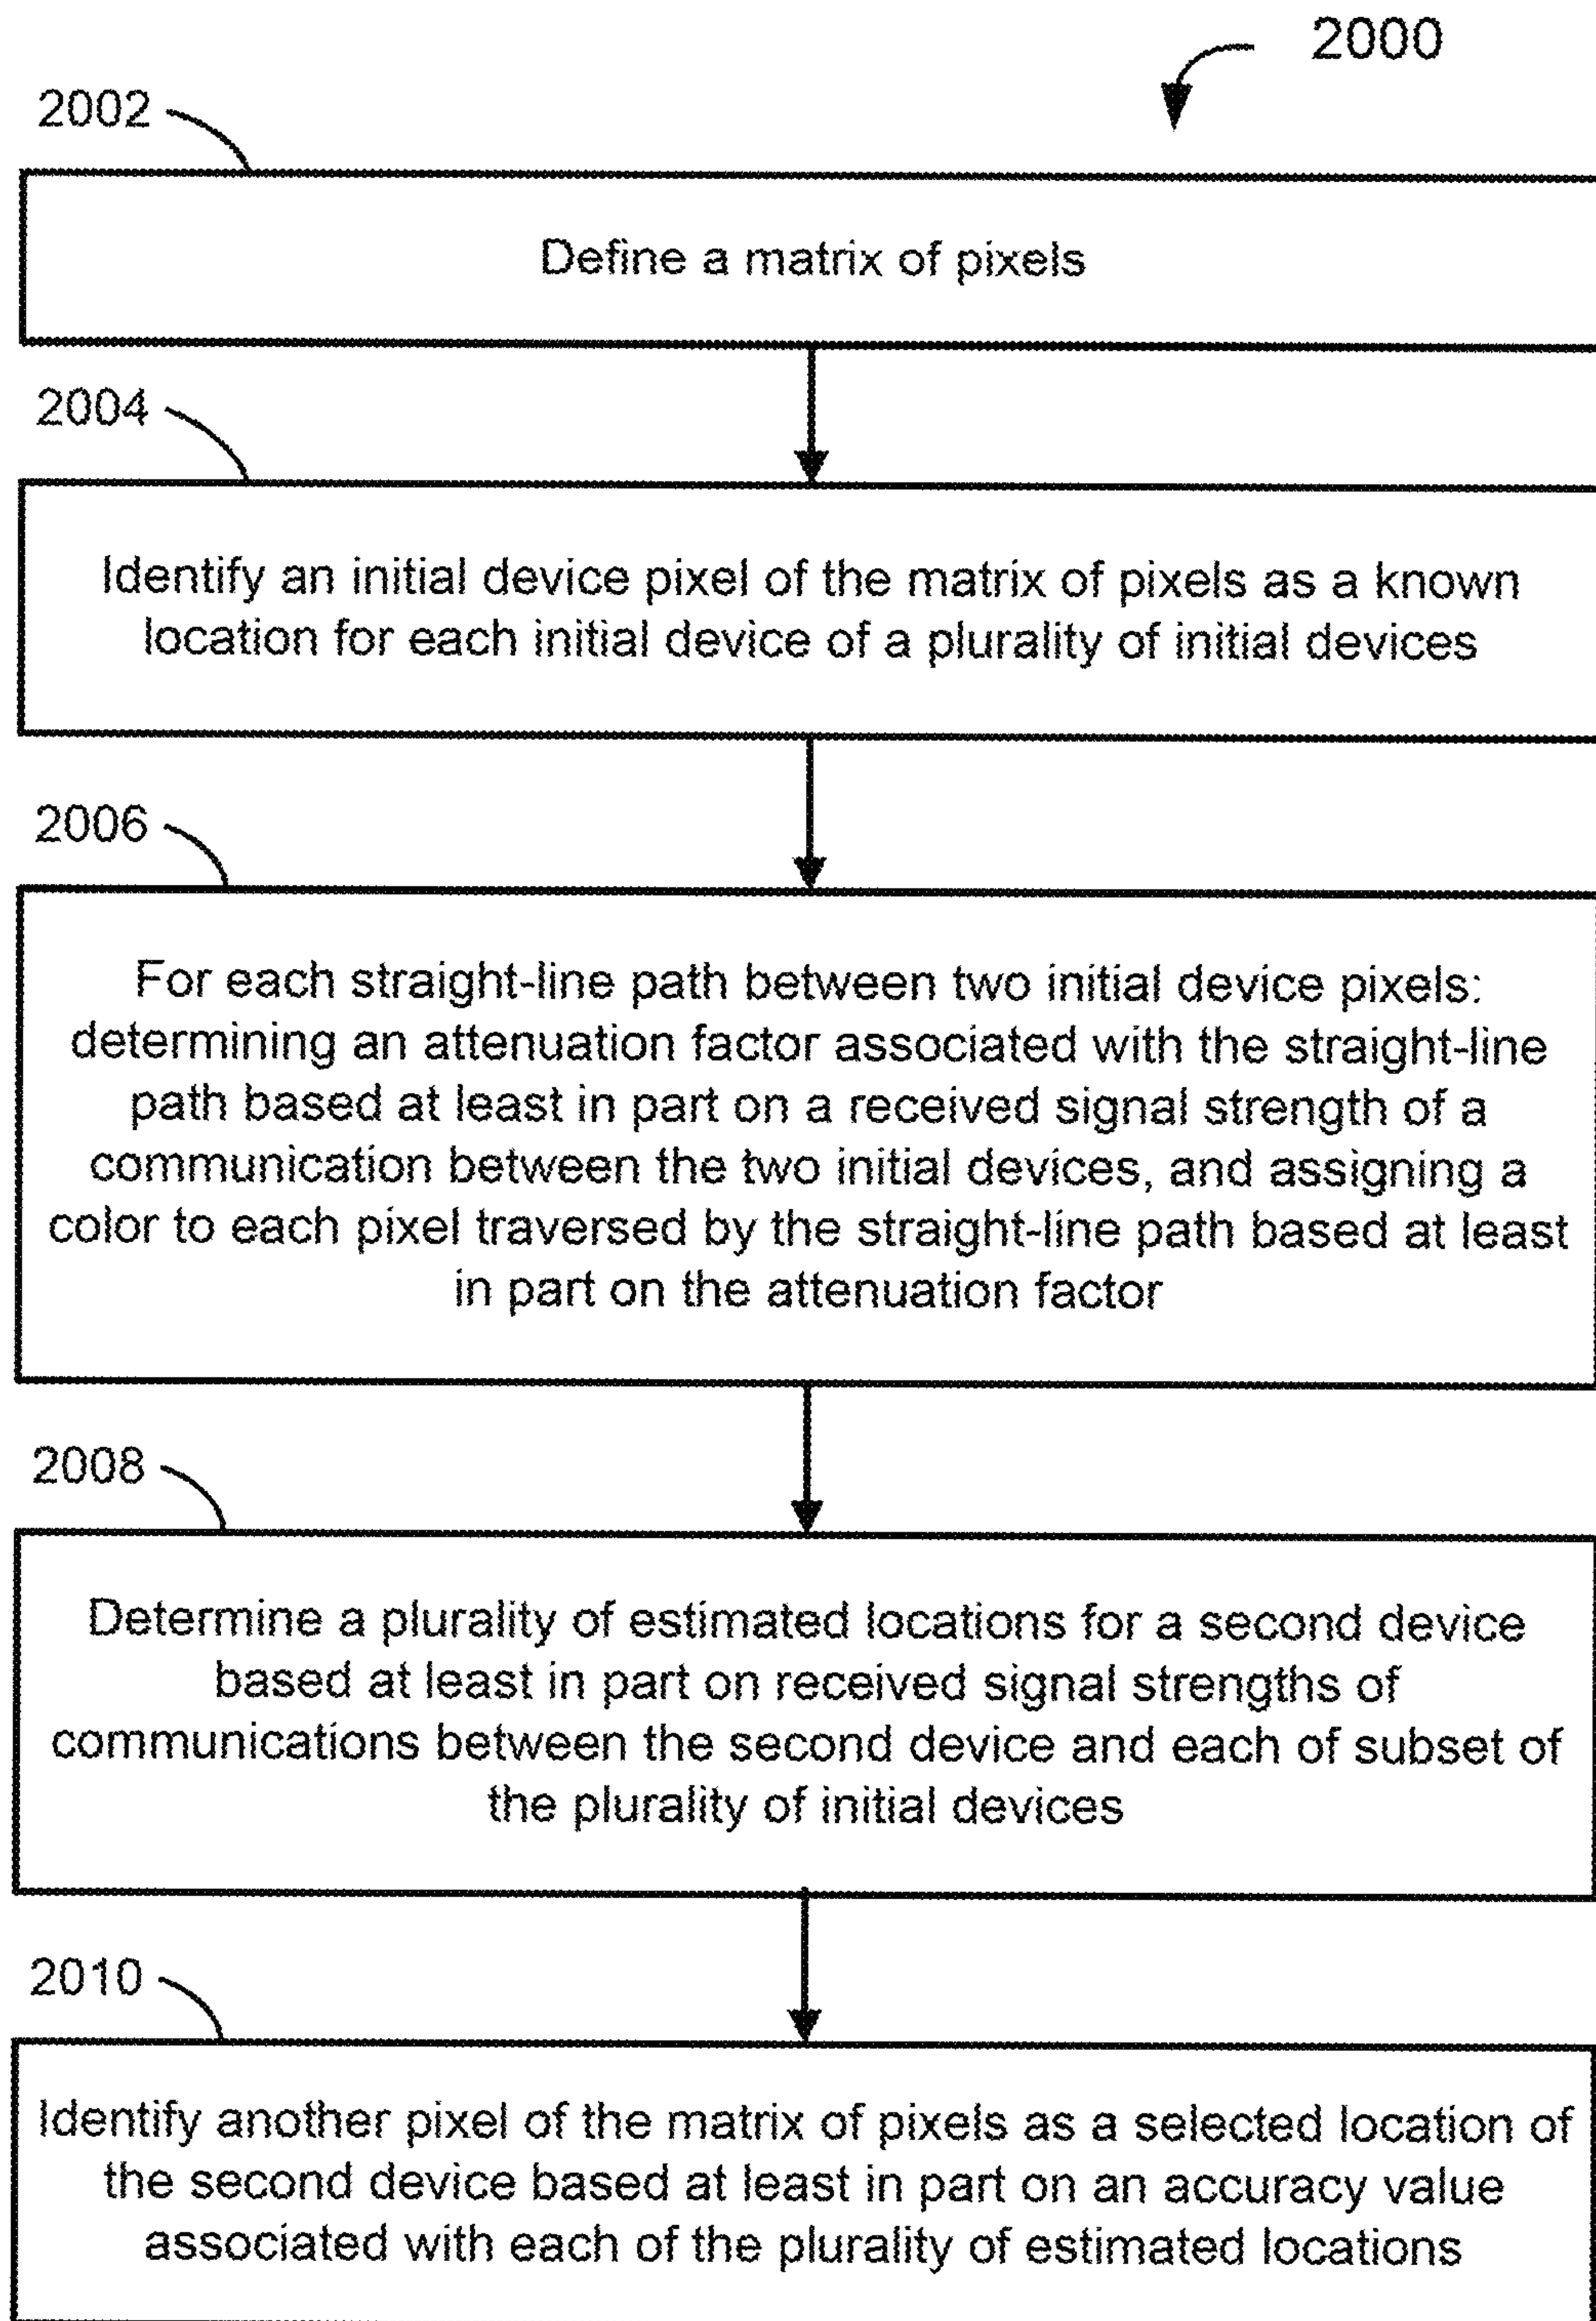 2000
2002
Define a matrix of pixels
2004
Identify an initial device pixel of the matrix of pixels as a known
location for each initial device of a plurality of initial devices
2006
For each straight-line path between two initial device pixels:
determining an attenuation factor associated with the straight-line
path based at least in part on a received signal strength of a
communication between the two initial devices, and assigning a
color to each pixel traversed by the straight-line path based at least
in part on the attenuation factor
2008
Determine a plurality of estimated locations for a second device
based at least in part on received signal strengths of
communications between the second device and each of subset of
the plurality of initial devices
2010
Identify another pixel of the matrix of pixels as a selected location of
the second device based at least in part on an accuracy value
associated with each of the plurality of estimated locations